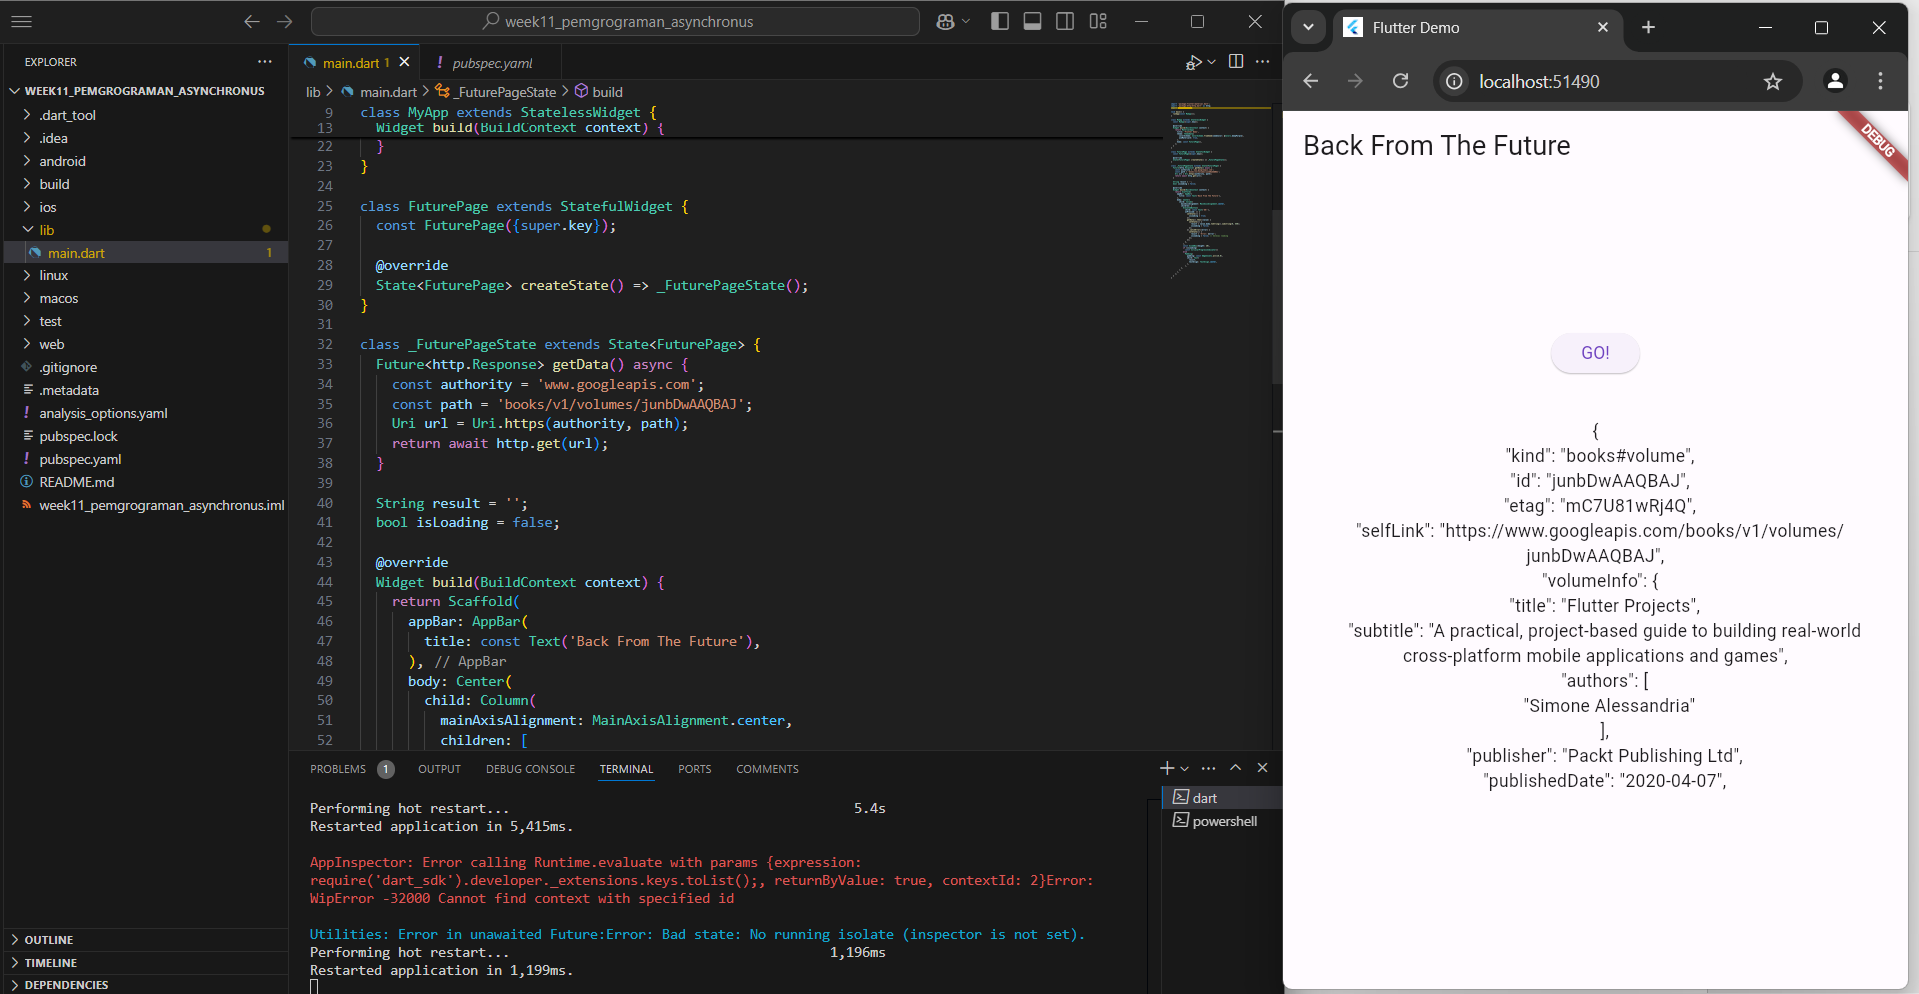 week11_pemgrograman_asynchronus
EXPLORER
WEEK11_PEMGROGRAMAN_ASYNCHRONUS
.dart_tool
.idea
android
build
ios
lib
main.dart 1
linux
macos
test
web
.gitignore
.metadata
analysis_options.yaml
pubspec.lock
pubspec.yaml
README.md
week11_pemgrograman_asynchronus.iml
OUTLINE
TIMELINE
DEPENDENCIES
main.dart 1
! pubspec.yaml
lib > main.dart > _FuturePageState > build
9 class MyApp extends StatelessWidget {
13 Widget build(BuildContext context) {
22 }
23 }
24
25 class FuturePage extends StatefulWidget {
26 const FuturePage({super.key});
27
28 @override
29 State<FuturePage> createState() => _FuturePageState();
30 }
31
32 class _FuturePageState extends State<FuturePage> {
33 Future<http.Response> getData() async {
34 const authority = 'www.googleapis.com';
35 const path = 'books/v1/volumes/junbDwAAQBAJ';
36 Uri url = Uri.https(authority, path);
37 return await http.get(url);
38 }
39
40 String result = '';
41 bool isLoading = false;
42
43 @override
44 Widget build(BuildContext context) {
45 return Scaffold(
46 appBar: AppBar(
47 title: const Text('Back From The Future'),
48 ), // AppBar
49 body: Center(
50 child: Column(
51 mainAxisAlignment: MainAxisAlignment.center,
52 children: [
PROBLEMS 1 OUTPUT DEBUG CONSOLE TERMINAL PORTS COMMENTS
Performing hot restart... 5.4s
Restarted application in 5,415ms.
AppInspector: Error calling Runtime.evaluate with params {expression:
require('dart_sdk').developer._extensions.keys.toList();, returnByValue: true, contextId: 2}Error:
WipError -32000 Cannot find context with specified id
Utilities: Error in unawaited Future:Error: Bad state: No running isolate (inspector is not set).
Performing hot restart... 1,196ms
Restarted application in 1,199ms.
dart
powershell
Flutter Demo
localhost:51490
Back From The Future
DEBUG
GO!
{
"kind": "books#volume",
"id": "junbDwAAQBAJ",
"etag": "mC7U81wRj4Q",
"selfLink": "https://www.googleapis.com/books/v1/volumes/
junbDwAAQBAJ",
"volumeInfo": {
"title": "Flutter Projects",
"subtitle": "A practical, project-based guide to building real-world
cross-platform mobile applications and games",
"authors": [
"Simone Alessandria"
],
"publisher": "Packt Publishing Ltd",
"publishedDate": "2020-04-07",